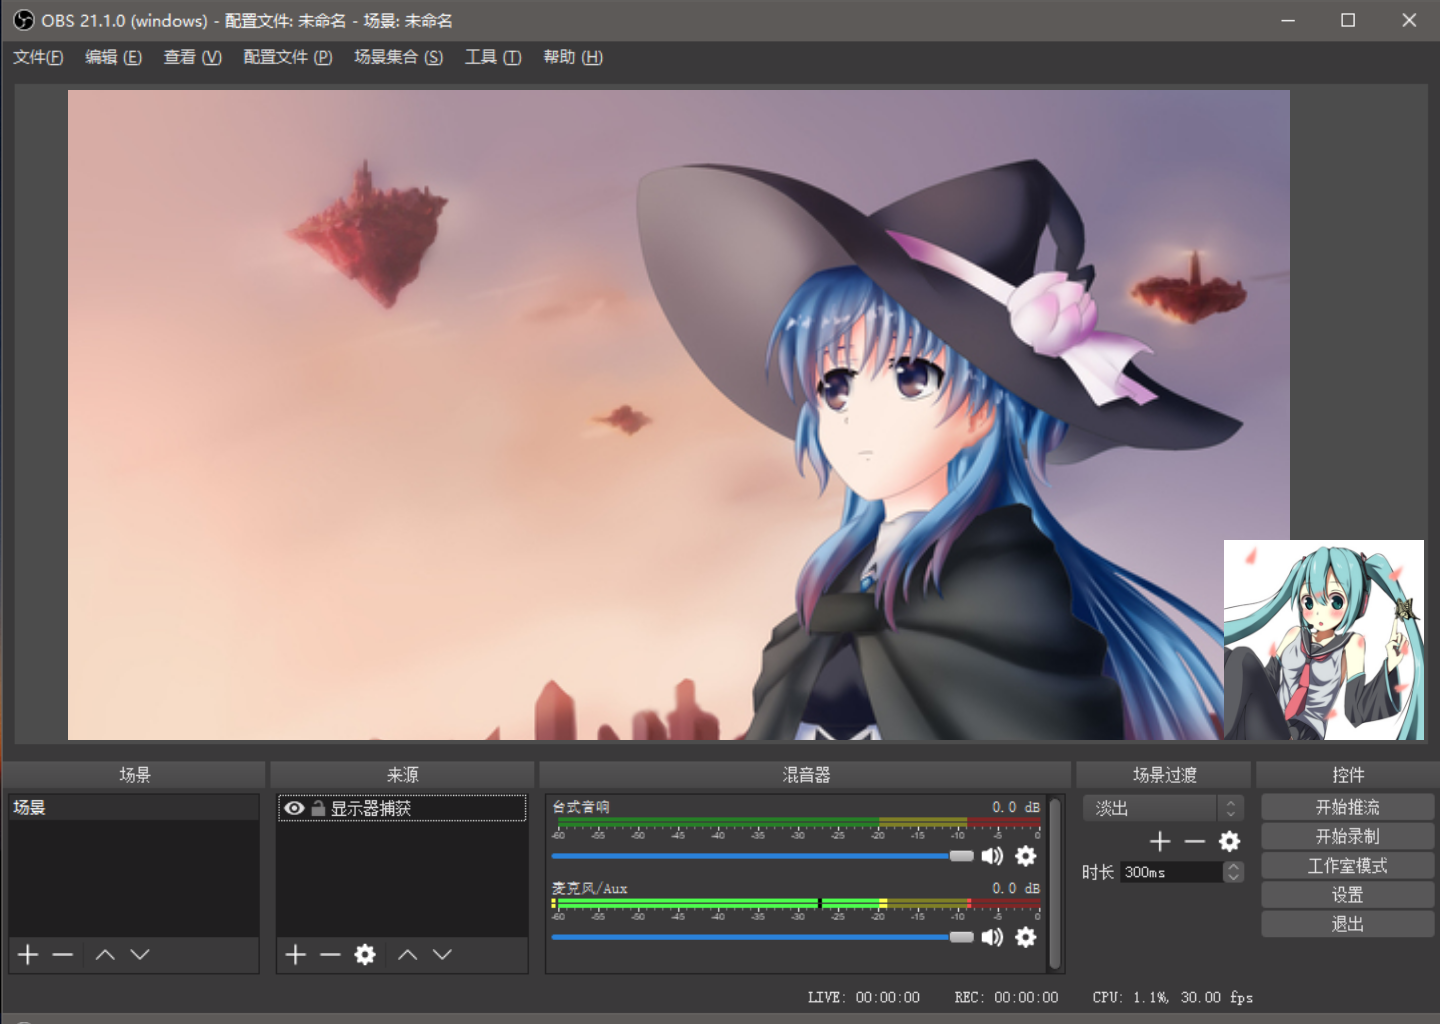 OBS 21.1.0 (windows) - 配置文件: 未命名 - 场景: 未命名
文件(F) 编辑 (E) 查看 (V) 配置文件 (P) 场景集合 (S) 工具 (T) 帮助 (H)
场景 来源 混音器 场景过渡 控件
场景
显示器捕获
台式音响 0.0 dB
-60 -55 -50 -45 -40 -35 -30 -25 -20 -15 -10 -5 0
麦克风/Aux 0.0 dB
-60 -55 -50 -45 -40 -35 -30 -25 -20 -15 -10 -5 0
淡出
时长 300ms
开始推流
开始录制
工作室模式
设置
退出
LIVE: 00:00:00 REC: 00:00:00 CPU: 1.1%, 30.00 fps